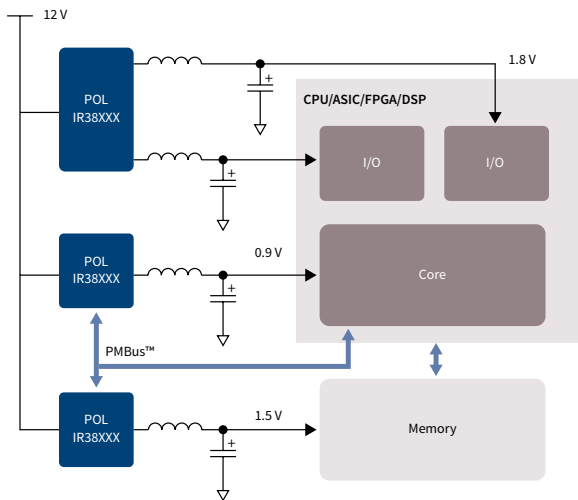 12 V
POL
IR38XXX
1.8 V
CPU/ASIC/FPGA/DSP
+
I/O
I/O
+
POL
IR38XXX
0.9 V
Core
+
PMBus™
POL
IR38XXX
1.5 V
Memory
+